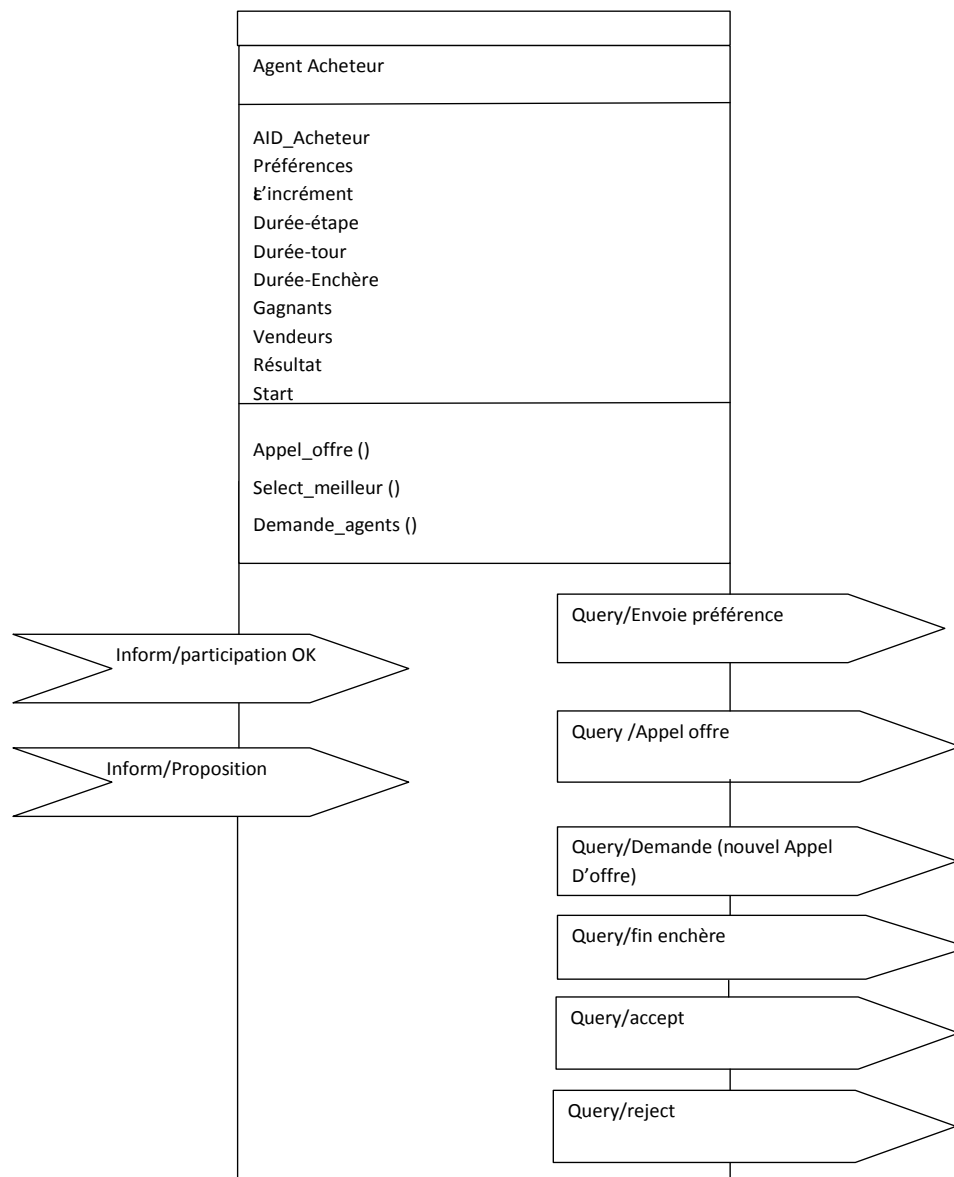 Agent Acheteur
AID_Acheteur
Préférences
ε'incrément
Durée-étape
Durée-tour
Durée-Enchère
Gagnants
Vendeurs
Résultat
Start
Appel_offre ()
Select_meilleur ()
Demande_agents ()
Query/Envoie préférence
Inform/participation OK
Query /Appel offre
Inform/Proposition
Query/Demande (nouvel Appel
D'offre)
Query/fin enchère
Query/accept
Query/reject